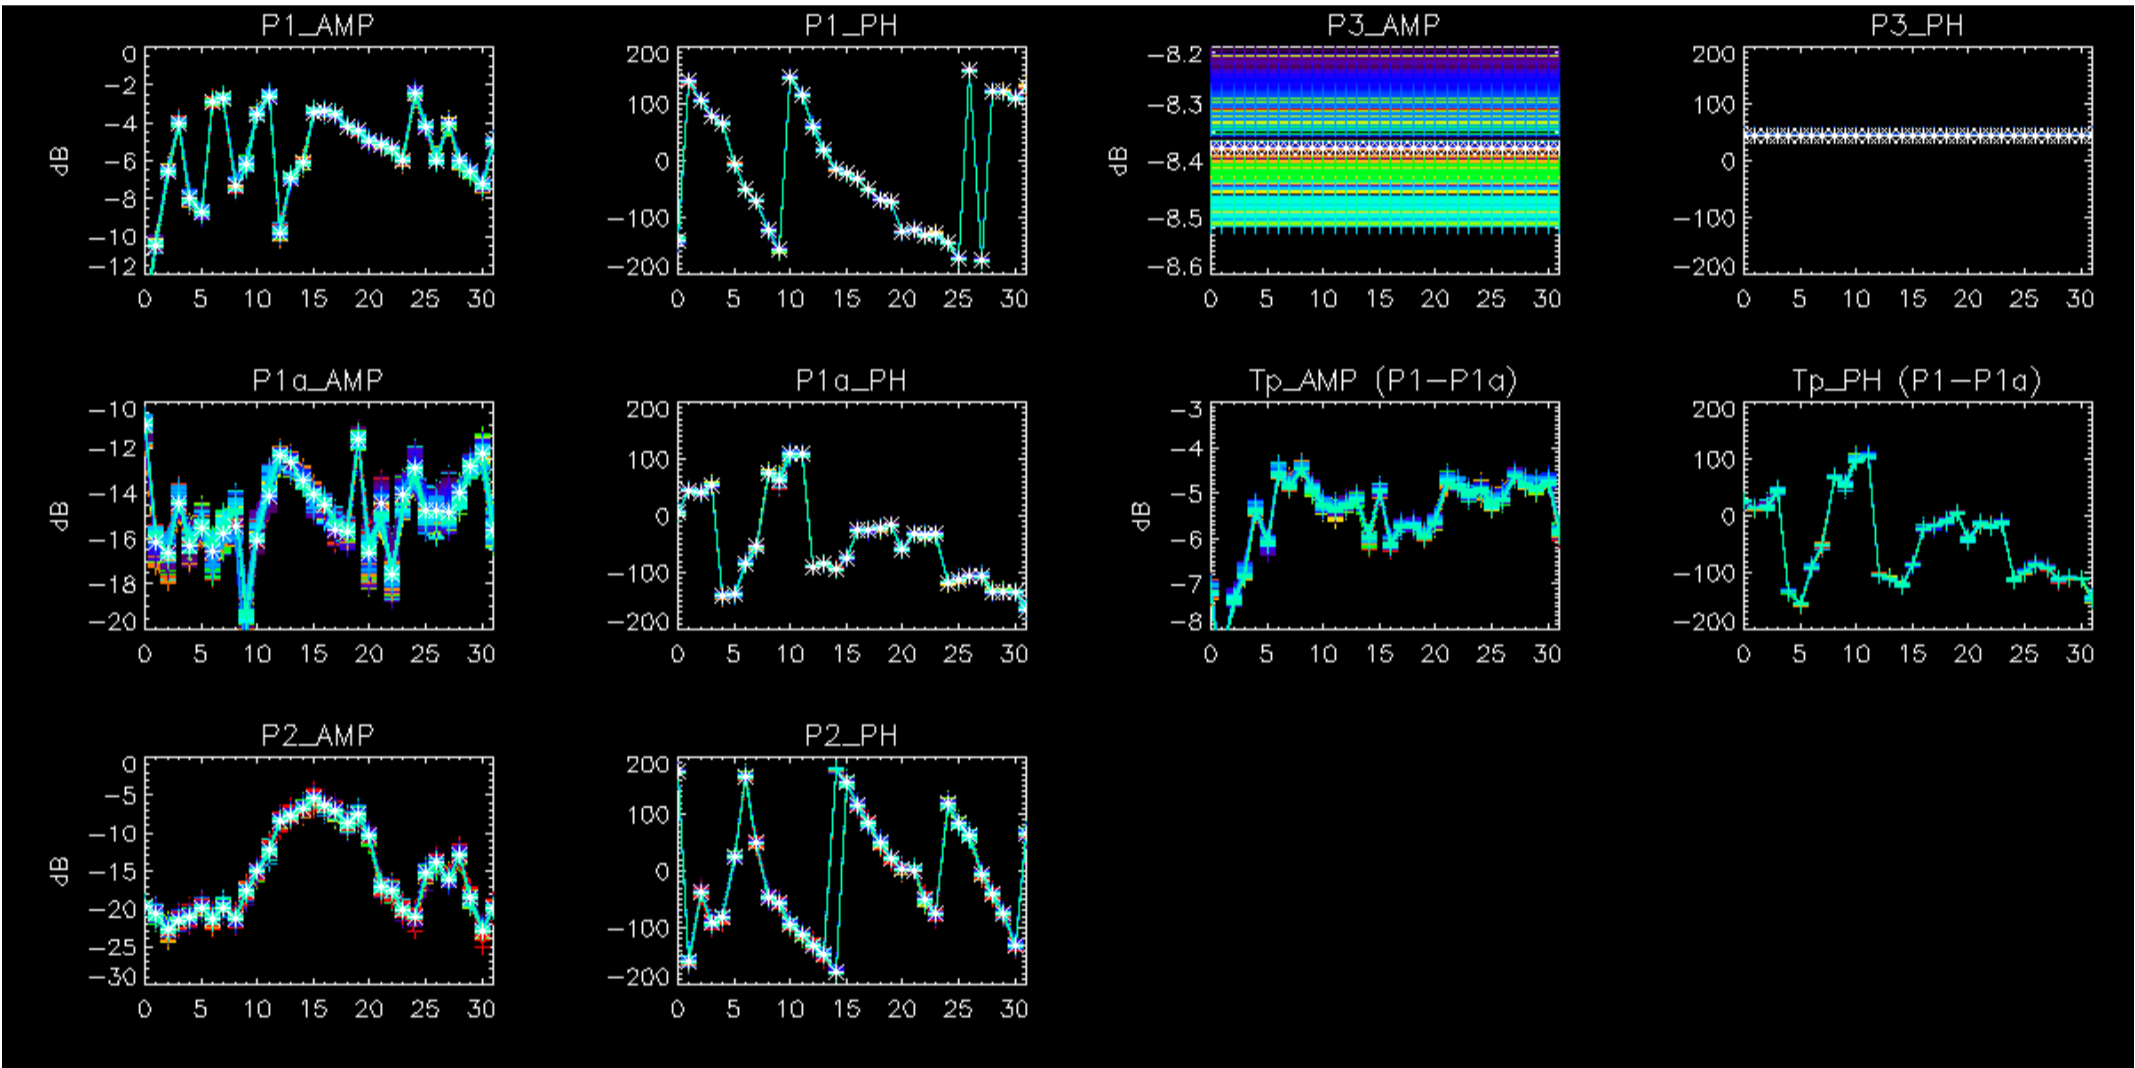 P1_AMP
P1_PH
P3_AMP
P3_PH
0
-2
-4
-6
-8
-10
-12
dB
0 5 10 15 20 25 30
200
100
0
-100
-200
0 5 10 15 20 25 30
-8.2
-8.3
-8.4
-8.5
-8.6
dB
0 5 10 15 20 25 30
200
100
0
-100
-200
0 5 10 15 20 25 30
P1a_AMP
P1a_PH
Tp_AMP (P1-P1a)
Tp_PH (P1-P1a)
-10
-12
-14
-16
-18
-20
dB
0 5 10 15 20 25 30
200
100
0
-100
-200
0 5 10 15 20 25 30
-3
-4
-5
-6
-7
-8
dB
0 5 10 15 20 25 30
200
100
0
-100
-200
0 5 10 15 20 25 30
P2_AMP
P2_PH
0
-5
-10
-15
-20
-25
-30
dB
0 5 10 15 20 25 30
200
100
0
-100
-200
0 5 10 15 20 25 30